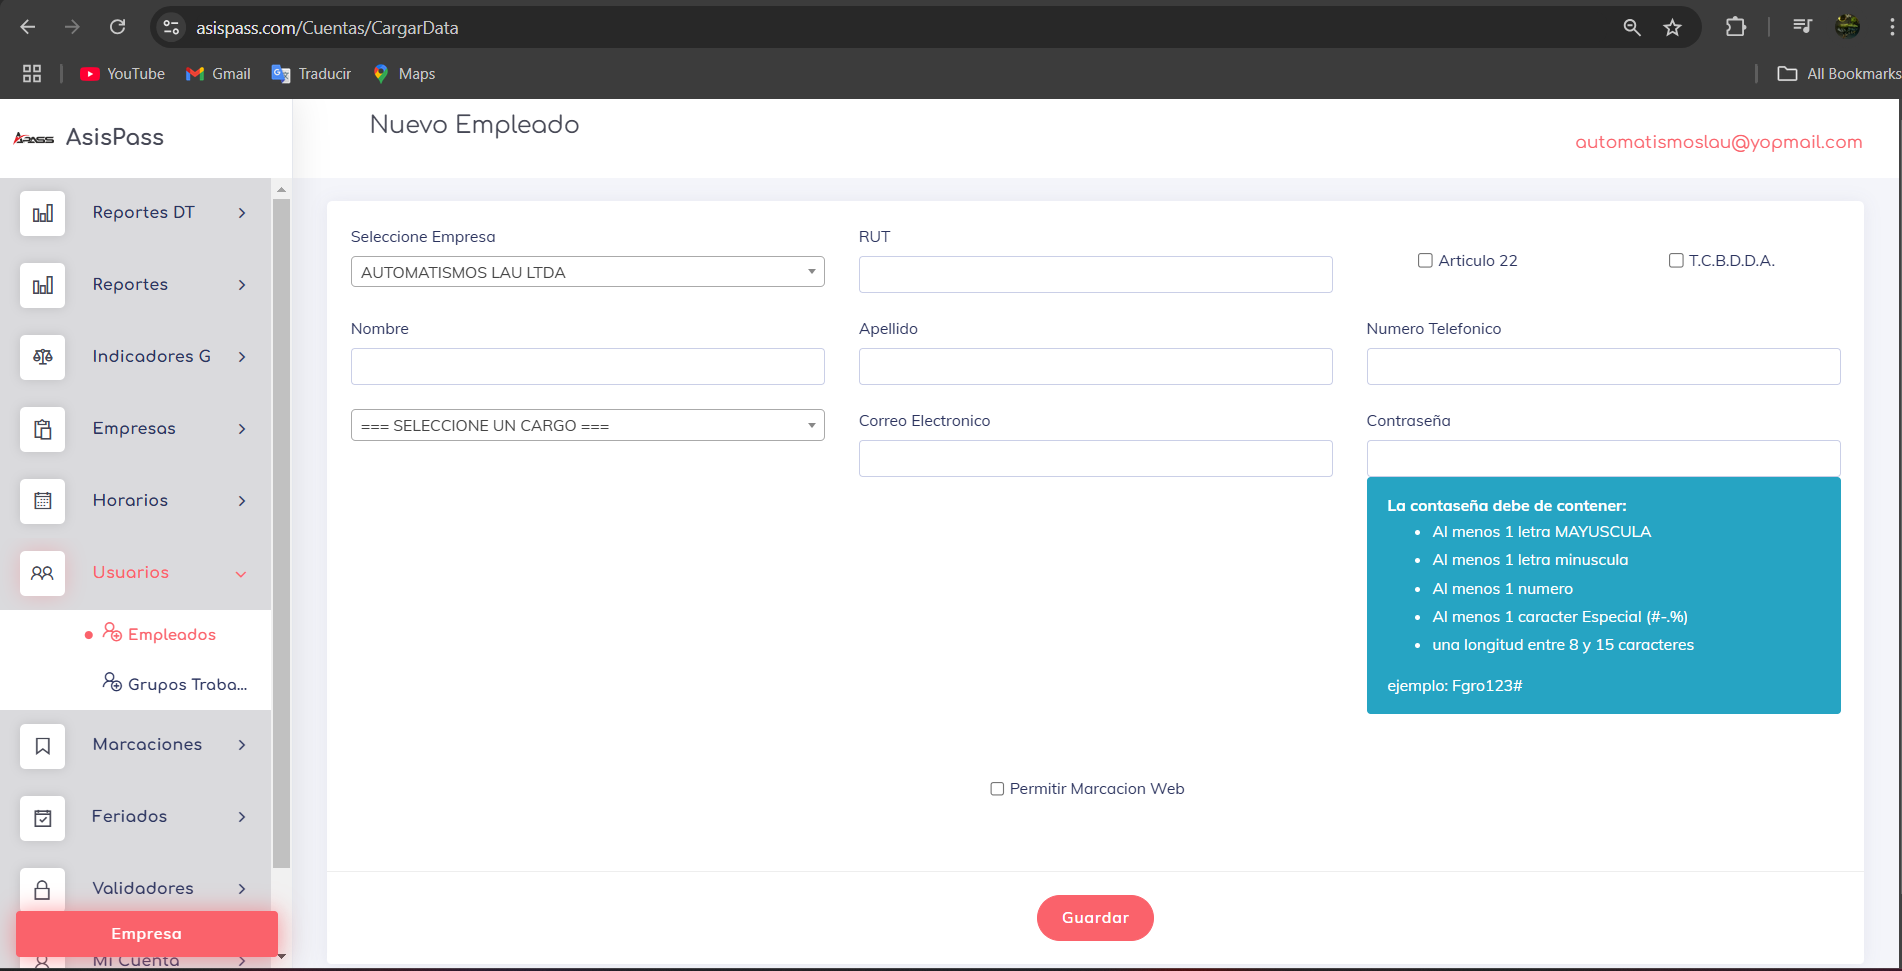 asispass.com/Cuentas/CargarData
YouTube
Gmail
Traducir
Maps
All Bookmarks
APASS
AsisPass
Nuevo Empleado
automatismoslau@yopmail.com
Reportes DT
Reportes
Indicadores G
Empresas
Horarios
Usuarios
Empleados
Grupos Traba...
Marcaciones
Feriados
Validadores
Empresa
Mi Cuenta
Seleccione Empresa
AUTOMATISMOS LAU LTDA
RUT
Articulo 22
T.C.B.D.D.A.
Nombre
Apellido
Numero Telefonico
=== SELECCIONE UN CARGO ===
Correo Electronico
Contraseña
La contaseña debe de contener:
• Al menos 1 letra MAYUSCULA
• Al menos 1 letra minuscula
• Al menos 1 numero
• Al menos 1 caracter Especial (#-.%)
• una longitud entre 8 y 15 caracteres
ejemplo: Fgro123#
Permitir Marcacion Web
Guardar